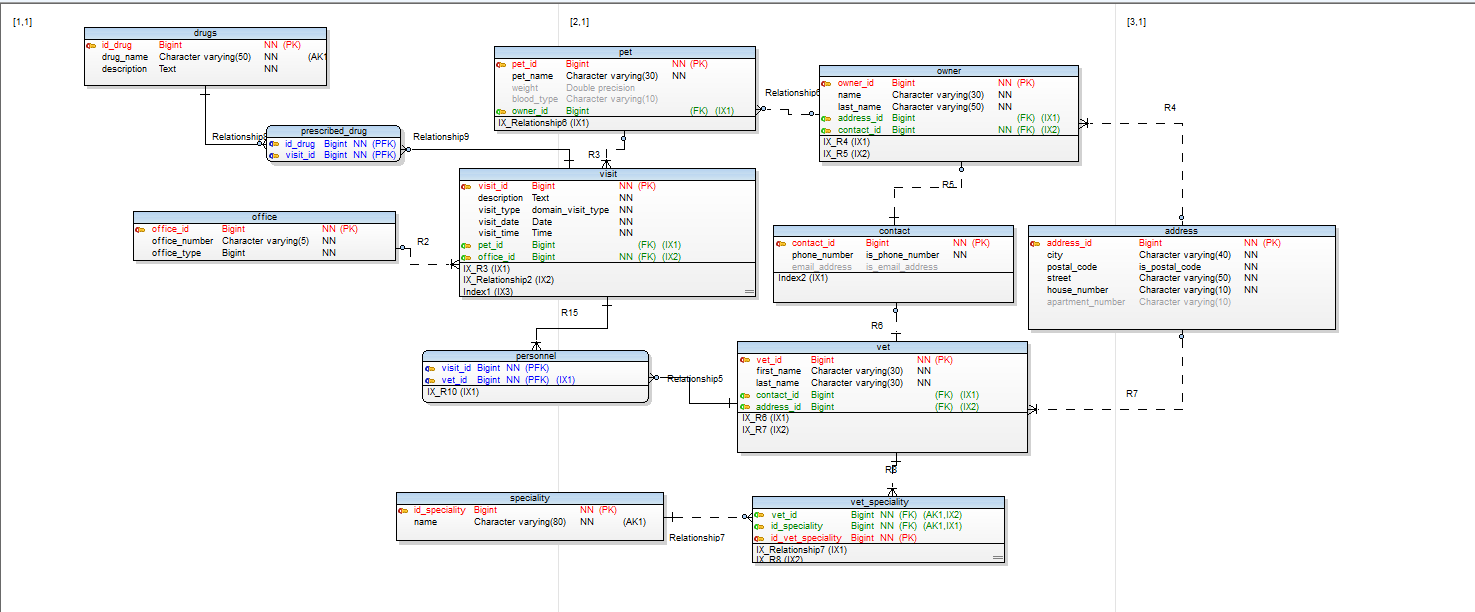 [1,1]
[2,1]
[3,1]
drugs
id_drug Bigint NN (PK)
drug_name Character varying(50) NN (AK1
description Text NN
pet
pet_id Bigint NN (PK)
pet_name Character varying(30) NN
weight Double precision
blood_type Character varying(10)
owner_id Bigint (FK) (IX1)
IX_Relationship6 (IX1)
Relationship6
owner
owner_id Bigint NN (PK)
name Character varying(30) NN
last_name Character varying(50) NN
address_id Bigint (FK) (IX1)
contact_id Bigint NN (FK) (IX2)
IX_R4 (IX1)
IX_R5 (IX2)
R4
prescribed_drug
id_drug Bigint NN (PFK)
visit_id Bigint NN (PFK)
Relationship9
R3
R5
visit
visit_id Bigint NN (PK)
description Text NN
visit_type domain_visit_type NN
visit_date Date NN
visit_time Time NN
pet_id Bigint (FK) (IX1)
office_id Bigint NN (FK) (IX2)
IX_R3 (IX1)
IX_Relationship2 (IX2)
Index1 (IX3)
office
office_id Bigint NN (PK)
office_number Character varying(5) NN
office_type Bigint NN
R2
contact
contact_id Bigint NN (PK)
phone_number is_phone_number NN
email_address is_email_address
Index2 (IX1)
address
address_id Bigint NN (PK)
city Character varying(40) NN
postal_code is_postal_code NN
street Character varying(50) NN
house_number Character varying(10) NN
apartment_number Character varying(10)
R15
R6
personnel
visit_id Bigint NN (PFK)
vet_id Bigint NN (PFK) (IX1)
IX_R10 (IX1)
Relationship5
vet
vet_id Bigint NN (PK)
first_name Character varying(30) NN
last_name Character varying(30) NN
contact_id Bigint (FK) (IX1)
address_id Bigint (FK) (IX2)
IX_R6 (IX1)
IX_R7 (IX2)
R7
R8
speciality
id_speciality Bigint NN (PK)
name Character varying(80) NN (AK1)
Relationship7
vet_speciality
vet_id Bigint NN (FK) (AK1,IX2)
id_speciality Bigint NN (FK) (AK1,IX1)
id_vet_speciality Bigint NN (PK)
IX_Relationship7 (IX1)
IX_R8 (IX2)